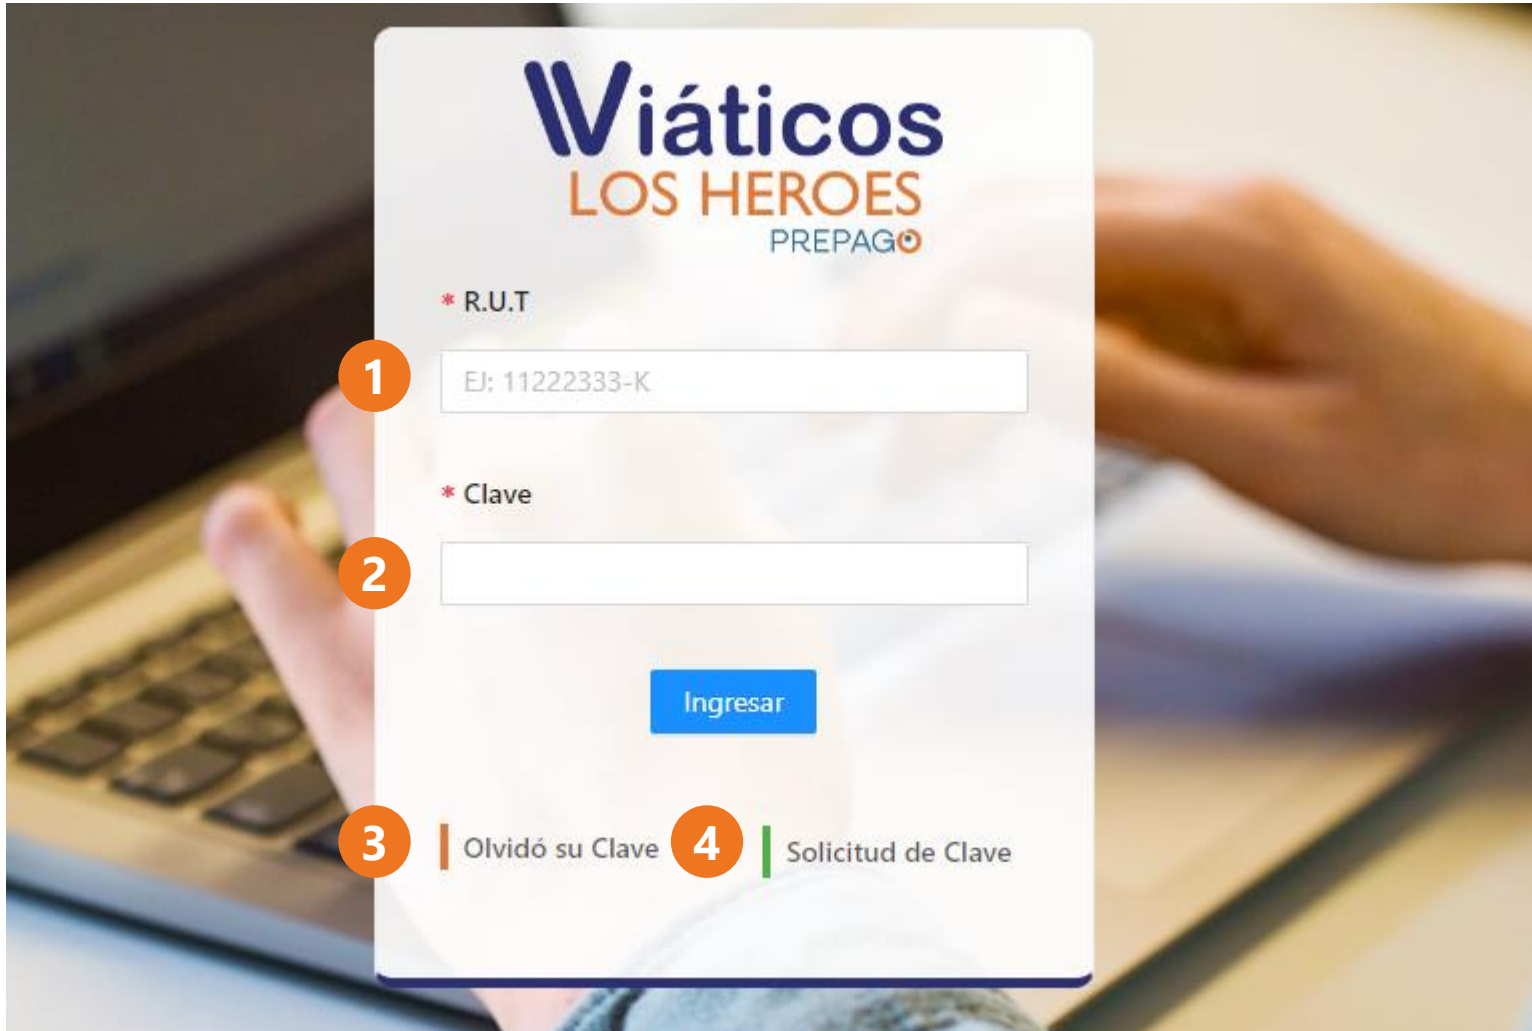 Viáticos
LOS HEROES
PREPAGO
* R.U.T
1
EJ: 11222333-K
* Clave
2
Ingresar
3 Olvidó su Clave 4 Solicitud de Clave